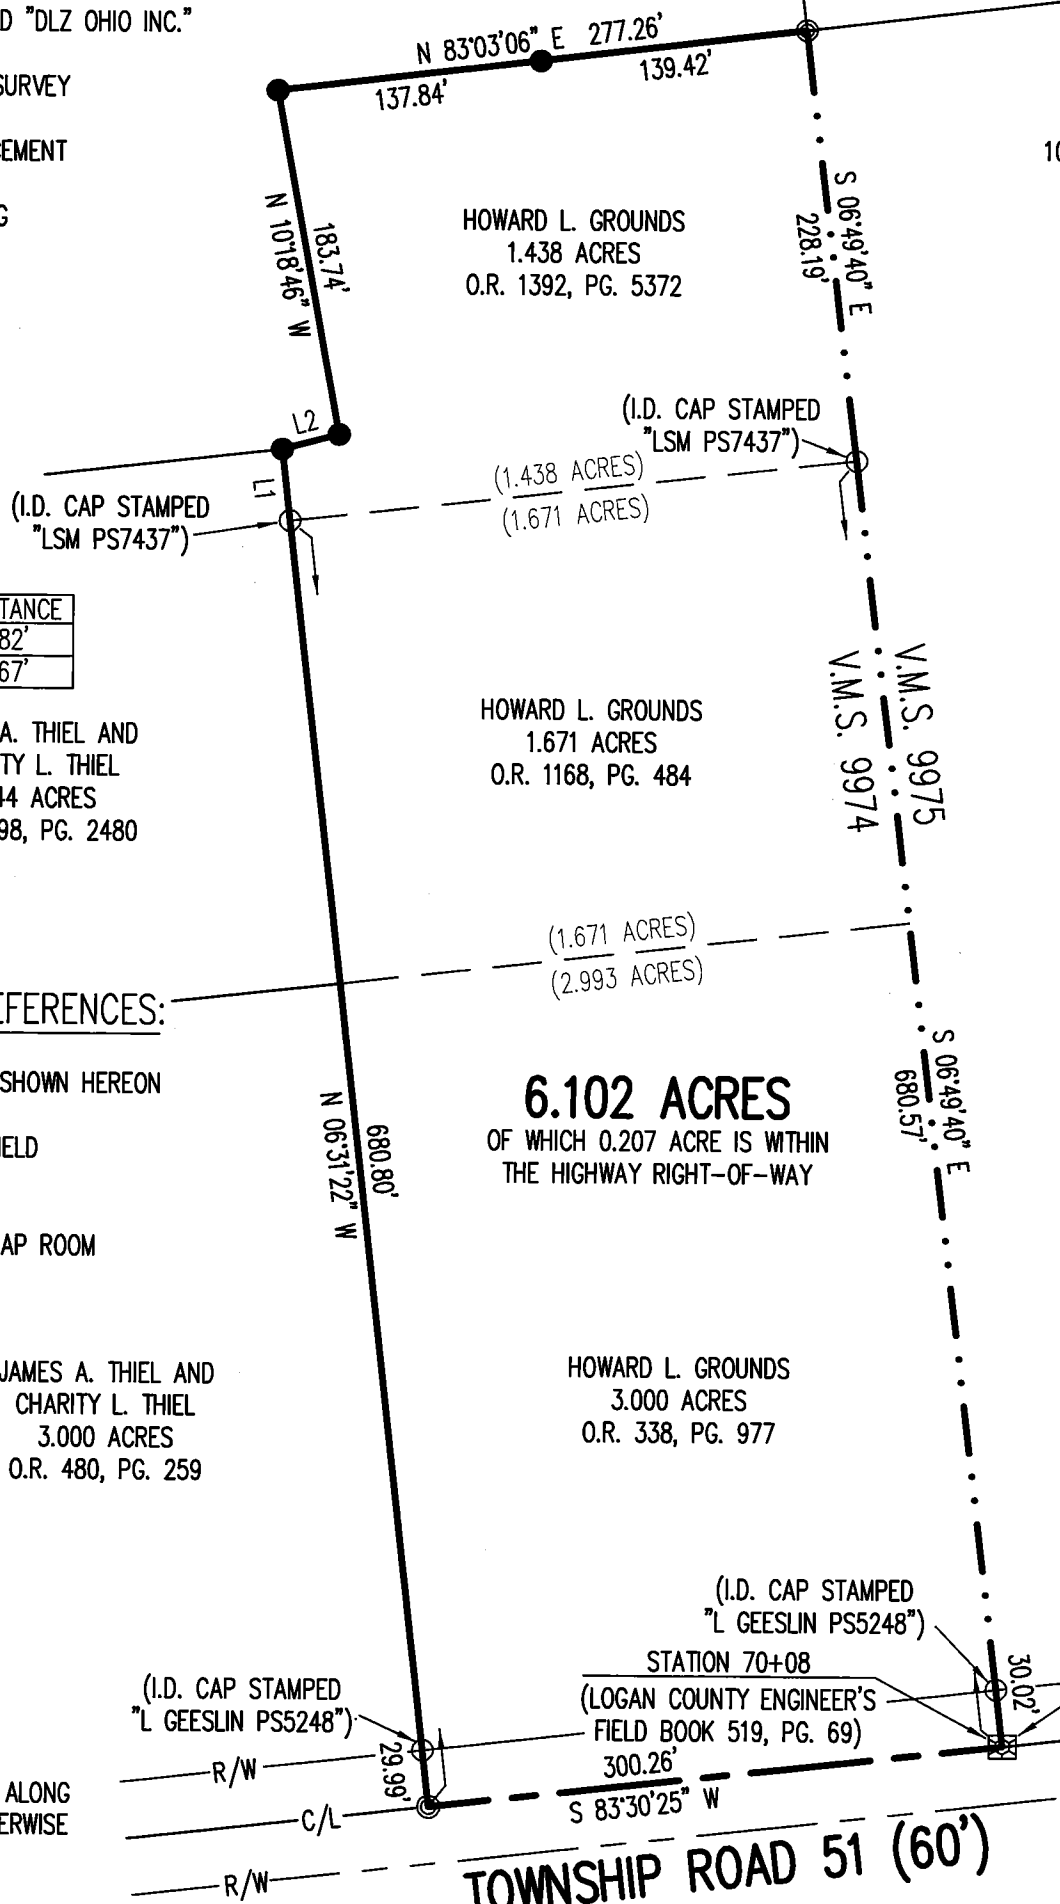 D "DLZ OHIO INC."
SURVEY
CEMENT
G
N 83°03'06" E 277.26'
137.84'
139.42'
10
N 10°18'46" W
183.74'
HOWARD L. GROUNDS
1.438 ACRES
O.R. 1392, PG. 5372
S 06°49'40" E
228.19'
L2
L1
(I.D. CAP STAMPED
"LSM PS7437")
(I.D. CAP STAMPED
"LSM PS7437")
(1.438 ACRES)
(1.671 ACRES)
TANCE
82'
67'
A. THIEL AND
TY L. THIEL
44 ACRES
98, PG. 2480
HOWARD L. GROUNDS
1.671 ACRES
O.R. 1168, PG. 484
V.M.S. 9974
V.M.S. 9975
(1.671 ACRES)
(2.993 ACRES)
EFERENCES:
SHOWN HEREON
IELD
AP ROOM
N 06°31'22" W
680.80'
6.102 ACRES
OF WHICH 0.207 ACRE IS WITHIN
THE HIGHWAY RIGHT-OF-WAY
S 06°49'40" E
680.57'
JAMES A. THIEL AND
CHARITY L. THIEL
3.000 ACRES
O.R. 480, PG. 259
HOWARD L. GROUNDS
3.000 ACRES
O.R. 338, PG. 977
(I.D. CAP STAMPED
"L GEESLIN PS5248")
STATION 70+08
(LOGAN COUNTY ENGINEER'S
FIELD BOOK 519, PG. 69)
30.02'
(I.D. CAP STAMPED
"L GEESLIN PS5248")
29.99'
300.26'
S 83°30'25" W
R/W
C/L
R/W
ALONG
ERWISE
TOWNSHIP ROAD 51 (60')